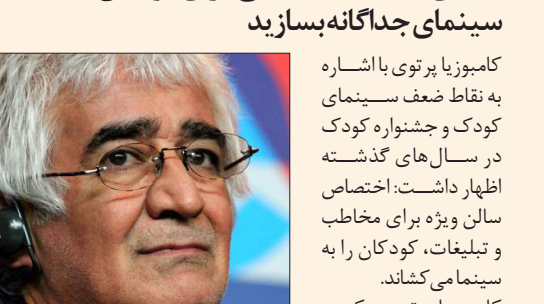 سینمای جداگانه بسازید
کامبوزیا پرتوی با اشاره
به نقاط ضعف سینمای
کودک و جشنواره کودک
در سال‌های گذشته
اظهار داشت: اختصاص
سالن ویژه برای مخاطب
و تبلیغات، کودکان را به
سینما می‌کشاند.